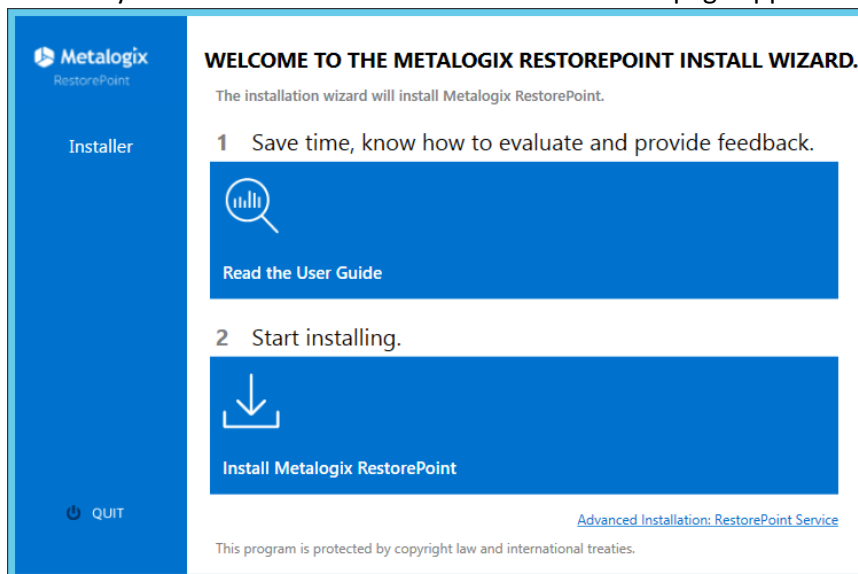 Metalogix
RestorePoint
Installer
WELCOME TO THE METALOGIX RESTOREPOINT INSTALL WIZARD.
The installation wizard will install Metalogix RestorePoint.
1 Save time, know how to evaluate and provide feedback.
Read the User Guide
2 Start installing.
Install Metalogix RestorePoint
QUIT
Advanced Installation: RestorePoint Service
This program is protected by copyright law and international treaties.